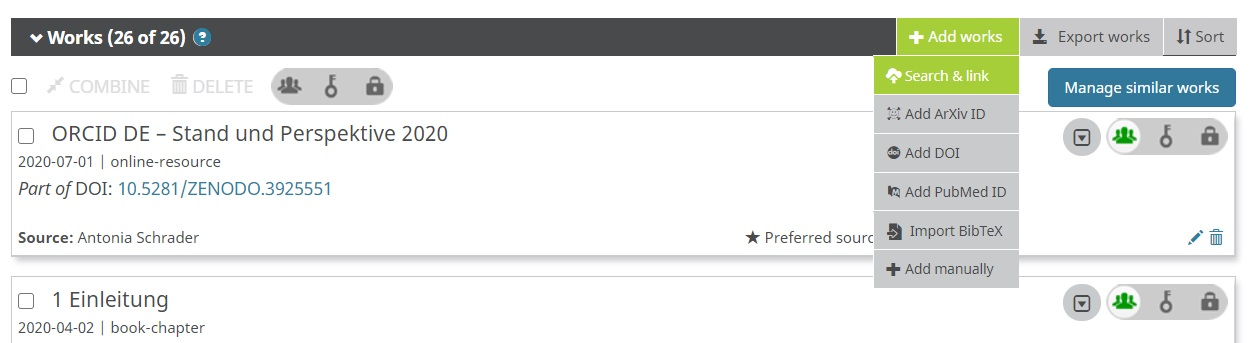 Works (26 of 26) ?
Add works
Export works
Sort
COMBINE
DELETE
Search & link
Manage similar works
ORCID DE – Stand und Perspektive 2020
Add ArXiv ID
2020-07-01 | online-resource
doi Add DOI
Part of DOI: 10.5281/ZENODO.3925551
Add PubMed ID
Import BibTeX
Source: Antonia Schrader
Preferred sourc
Add manually
1 Einleitung
2020-04-02 | book-chapter